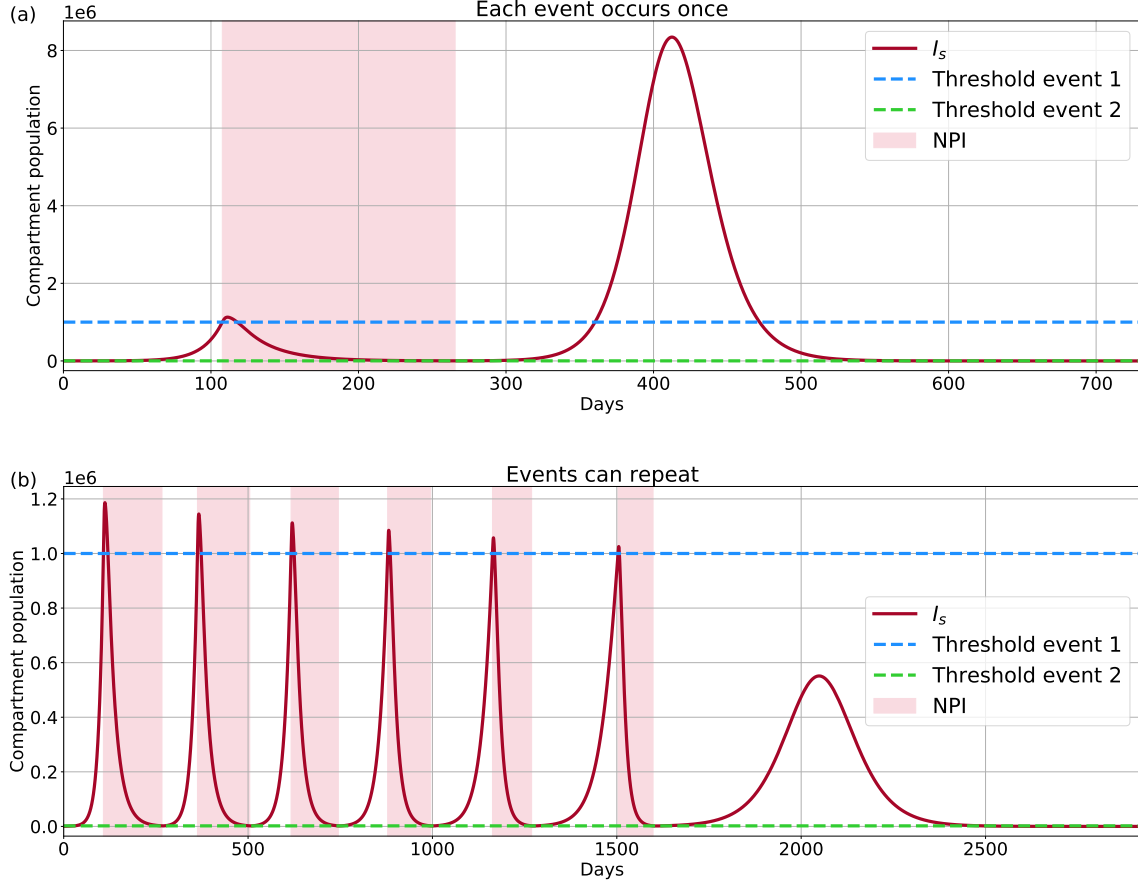 (a)
Each event occurs once
1e6
Compartment population
8
6
4
2
0
0 100 200 300 400 500 600 700
Days
I_s
Threshold event 1
Threshold event 2
NPI
(b)
Events can repeat
1e6
Compartment population
1.2
1.0
0.8
0.6
0.4
0.2
0.0
0 500 1000 1500 2000 2500
Days
I_s
Threshold event 1
Threshold event 2
NPI